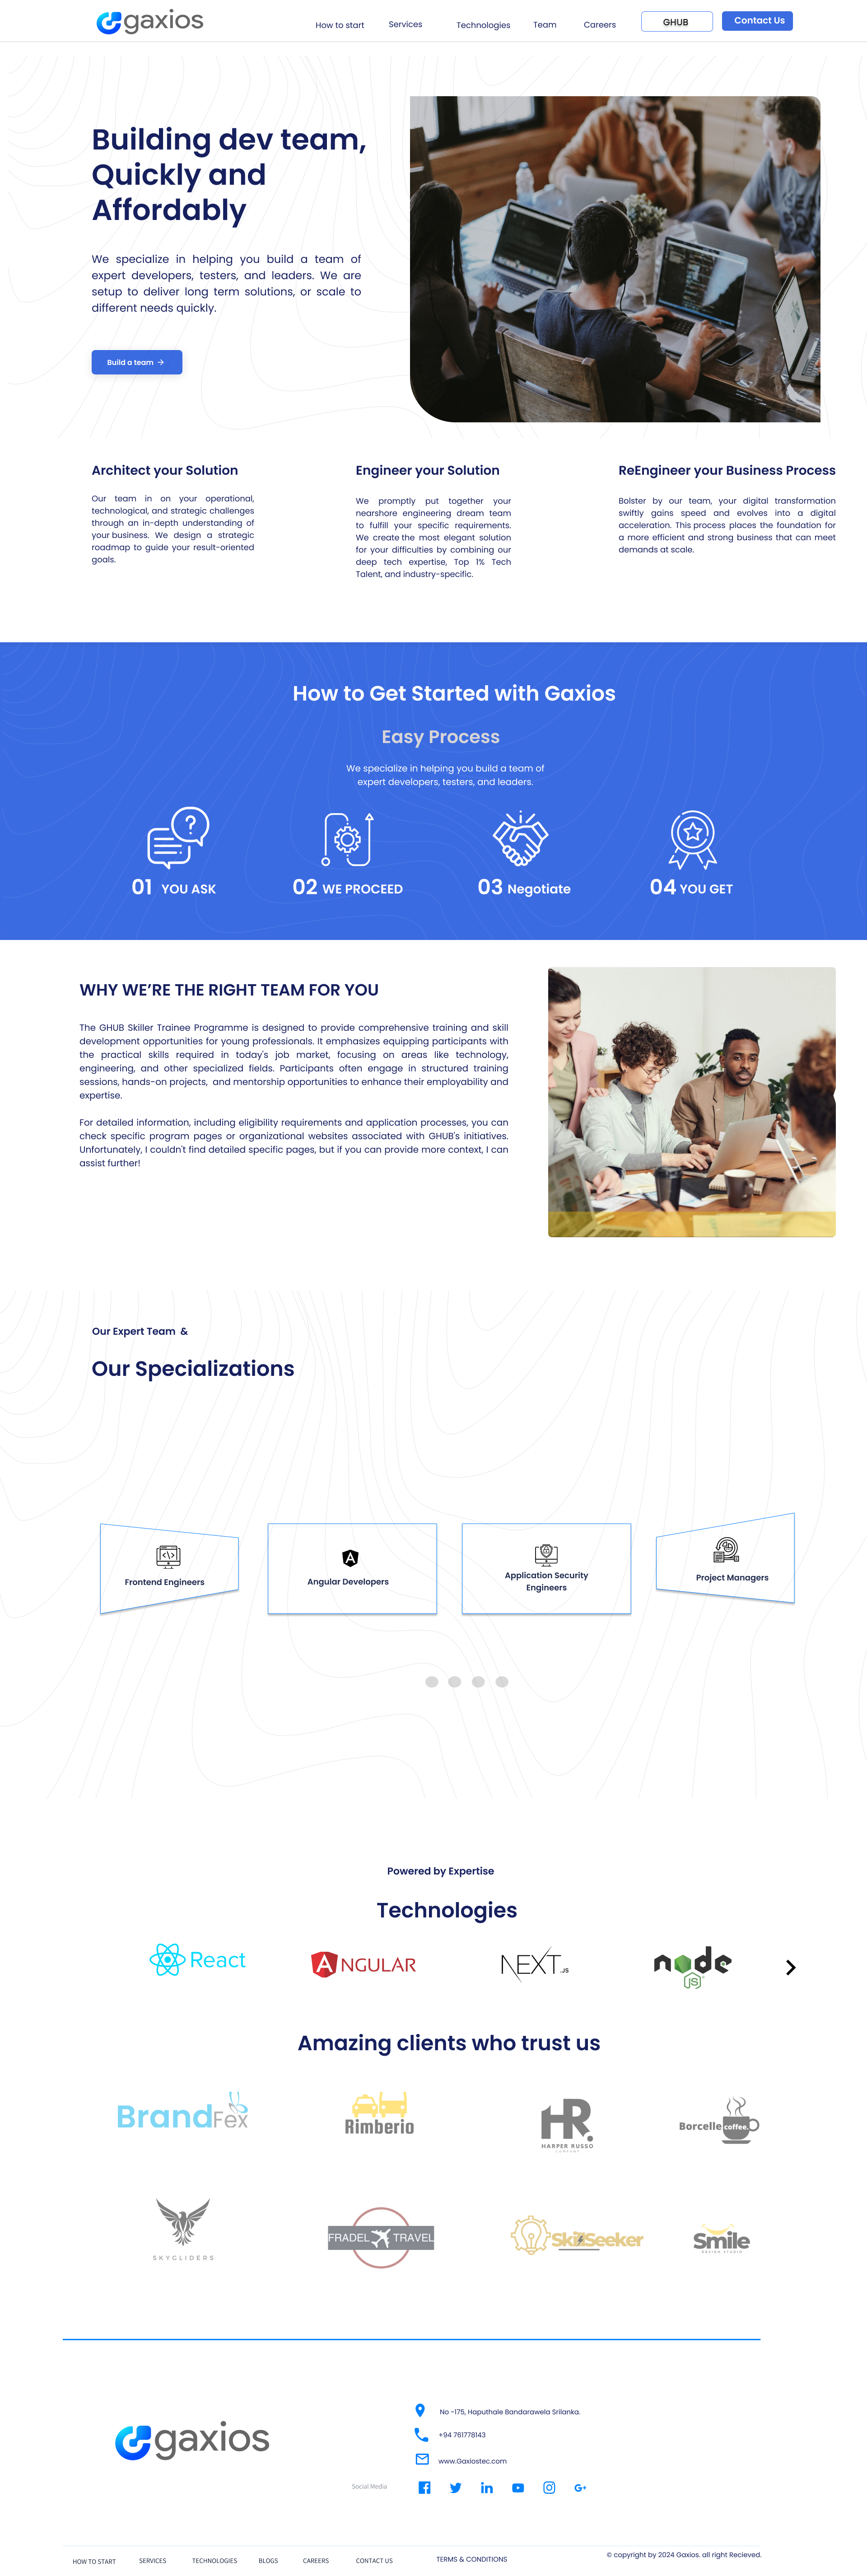 gaxios
How to start
Services
Technologies
Team
Careers
GHUB
Contact Us
Building dev team,
Quickly and
Affordably
We specialize in helping you build a team of
expert developers, testers, and leaders. We are
setup to deliver long term solutions, or scale to
different needs quickly.
Build a team →
Architect your Solution
Our team in on your operational,
technological, and strategic challenges
through an in-depth understanding of
your business. We design a strategic
roadmap to guide your result-oriented
goals.
Engineer your Solution
We promptly put together your
nearshore engineering dream team
to fulfill your specific requirements.
We create the most elegant solution
for your difficulties by combining our
deep tech expertise, Top 1% Tech
Talent, and industry-specific.
ReEngineer your Business Process
Bolster by our team, your digital transformation
swiftly gains speed and evolves into a digital
acceleration. This process places the foundation for
a more efficient and strong business that can meet
demands at scale.
How to Get Started with Gaxios
Easy Process
We specialize in helping you build a team of
expert developers, testers, and leaders.
01 YOU ASK
02 WE PROCEED
03 Negotiate
04 YOU GET
WHY WE'RE THE RIGHT TEAM FOR YOU
The GHUB Skiller Trainee Programme is designed to provide comprehensive training and skill
development opportunities for young professionals. It emphasizes equipping participants with
the practical skills required in today's job market, focusing on areas like technology,
engineering, and other specialized fields. Participants often engage in structured training
sessions, hands-on projects, and mentorship opportunities to enhance their employability and
expertise.
For detailed information, including eligibility requirements and application processes, you can
check specific program pages or organizational websites associated with GHUB's initiatives.
Unfortunately, I couldn't find detailed specific pages, but if you can provide more context, I can
assist further!
Our Expert Team &
Our Specializations
Frontend Engineers
Angular Developers
Application Security
Engineers
Project Managers
Powered by Expertise
Technologies
React
ANGULAR
NEXT.JS
node
JS
Amazing clients who trust us
BrandFex
Rimberio
HR.
HARPER RUSSO
COMPANY
Borcelle coffee.
SKYGLIDERS
FRADEL TRAVEL
SkillSeeker
Smile
DESIGN STUDIO
gaxios
No -175, Haputhale Bandarawela Srilanka.
+94 761778143
www.Gaxiostec.com
Social Media
HOW TO START
SERVICES
TECHNOLOGIES
BLOGS
CAREERS
CONTACT US
TERMS & CONDITIONS
© copyright by 2024 Gaxios. all right Recieved.